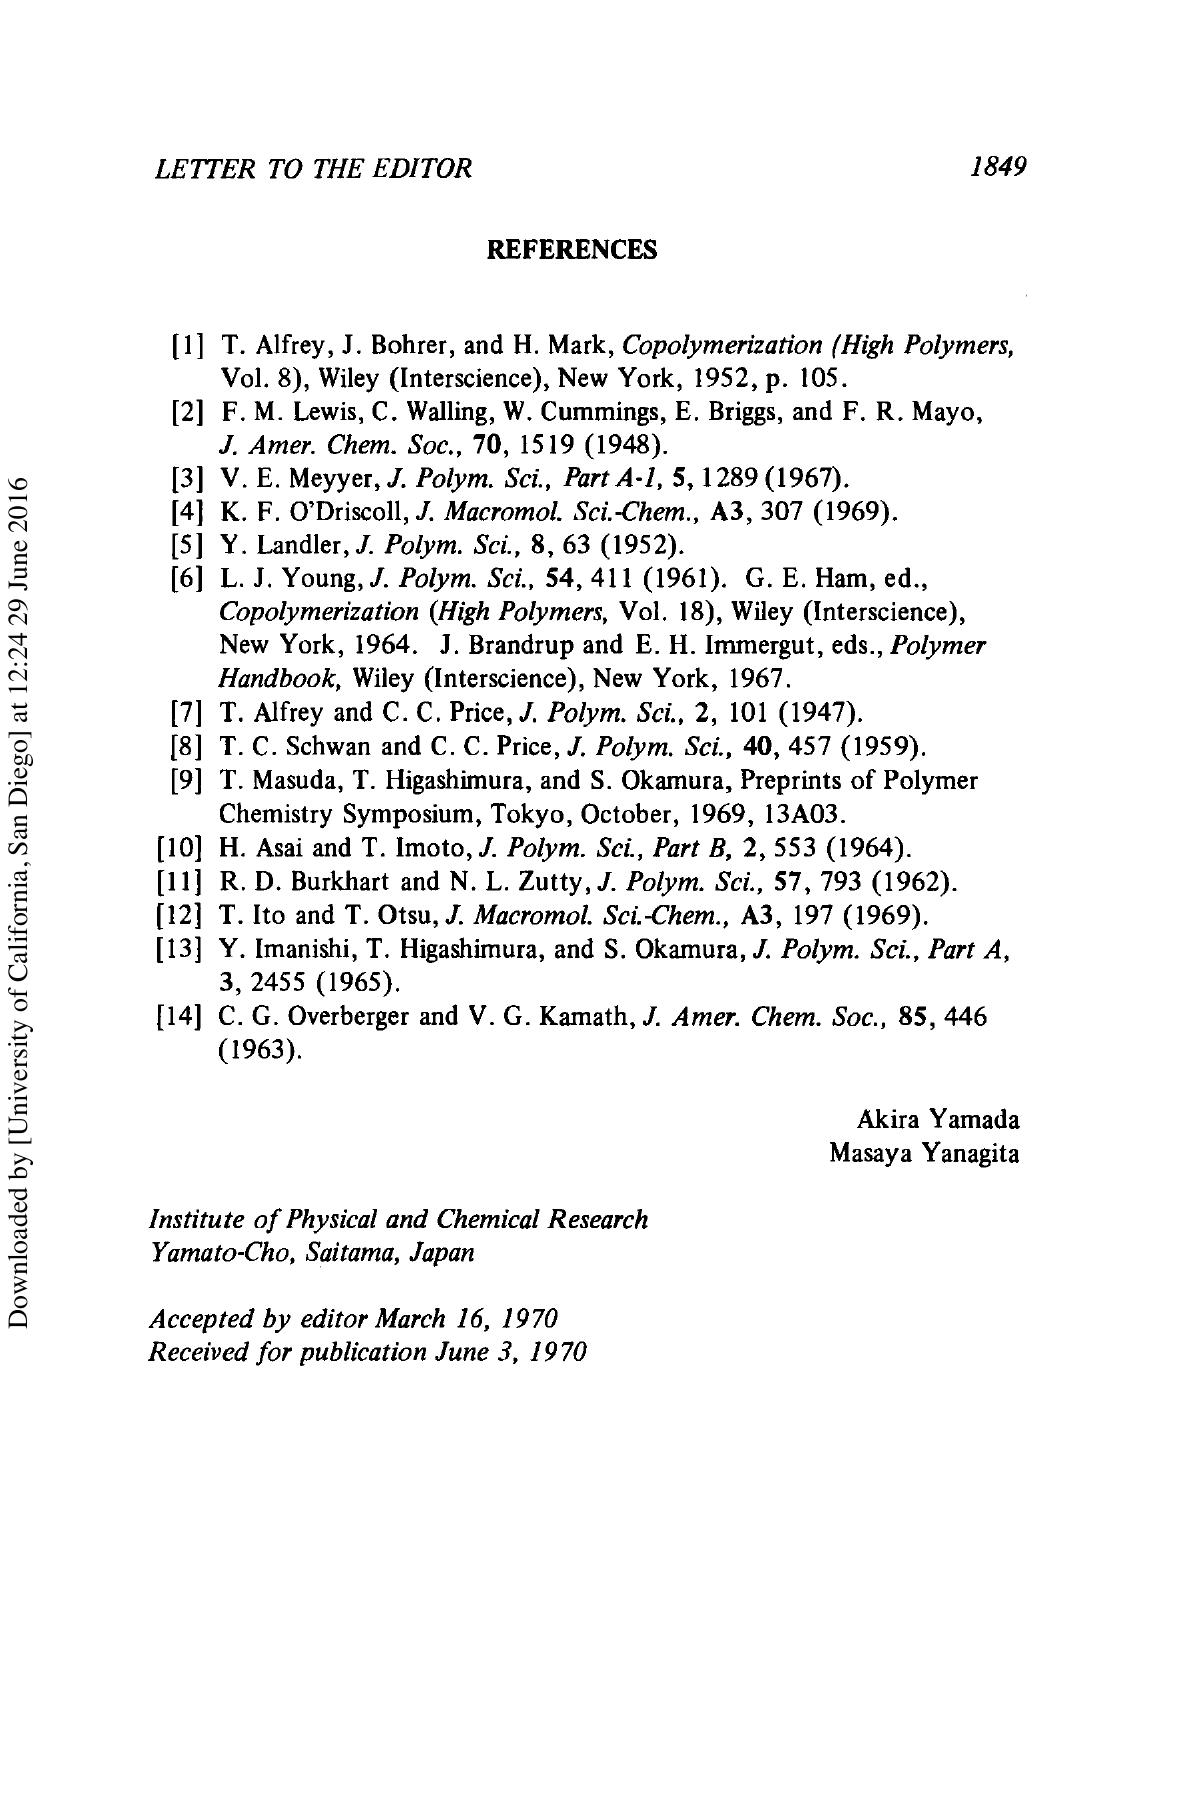 LETTER TO THE EDITOR 1849
REFERENCES
[1] T. Alfrey, J. Bohrer, and H. Mark, Copolymerization (High Polymers,
Vol. 8), Wiley (Interscience), New York, 1952, p. 105.
[2] F. M. Lewis, C. Walling, W. Cummings, E. Briggs, and F. R. Mayo,
J. Amer. Chem. Soc., 70, 1519 (1948).
[3] V. E. Meyyer, J. Polym. Sci., Part A-1, 5, 1289 (1967).
[4] K. F. O'Driscoll, J. Macromol. Sci.-Chem., A3, 307 (1969).
[5] Y. Landler, J. Polym. Sci., 8, 63 (1952).
[6] L. J. Young, J. Polym. Sci., 54, 411 (1961). G. E. Ham, ed.,
Copolymerization (High Polymers, Vol. 18), Wiley (Interscience),
New York, 1964. J. Brandrup and E. H. Immergut, eds., Polymer
Handbook, Wiley (Interscience), New York, 1967.
[7] T. Alfrey and C. C. Price, J. Polym. Sci., 2, 101 (1947).
[8] T. C. Schwan and C. C. Price, J. Polym. Sci., 40, 457 (1959).
[9] T. Masuda, T. Higashimura, and S. Okamura, Preprints of Polymer
Chemistry Symposium, Tokyo, October, 1969, 13A03.
[10] H. Asai and T. Imoto, J. Polym. Sci., Part B, 2, 553 (1964).
[11] R. D. Burkhart and N. L. Zutty, J. Polym. Sci., 57, 793 (1962).
[12] T. Ito and T. Otsu, J. Macromol. Sci.-Chem., A3, 197 (1969).
[13] Y. Imanishi, T. Higashimura, and S. Okamura, J. Polym. Sci., Part A,
3, 2455 (1965).
[14] C. G. Overberger and V. G. Kamath, J. Amer. Chem. Soc., 85, 446
(1963).
Akira Yamada
Masaya Yanagita
Institute of Physical and Chemical Research
Yamato-Cho, Saitama, Japan
Accepted by editor March 16, 1970
Received for publication June 3, 1970
Downloaded by [University of California, San Diego] at 12:24 29 June 2016